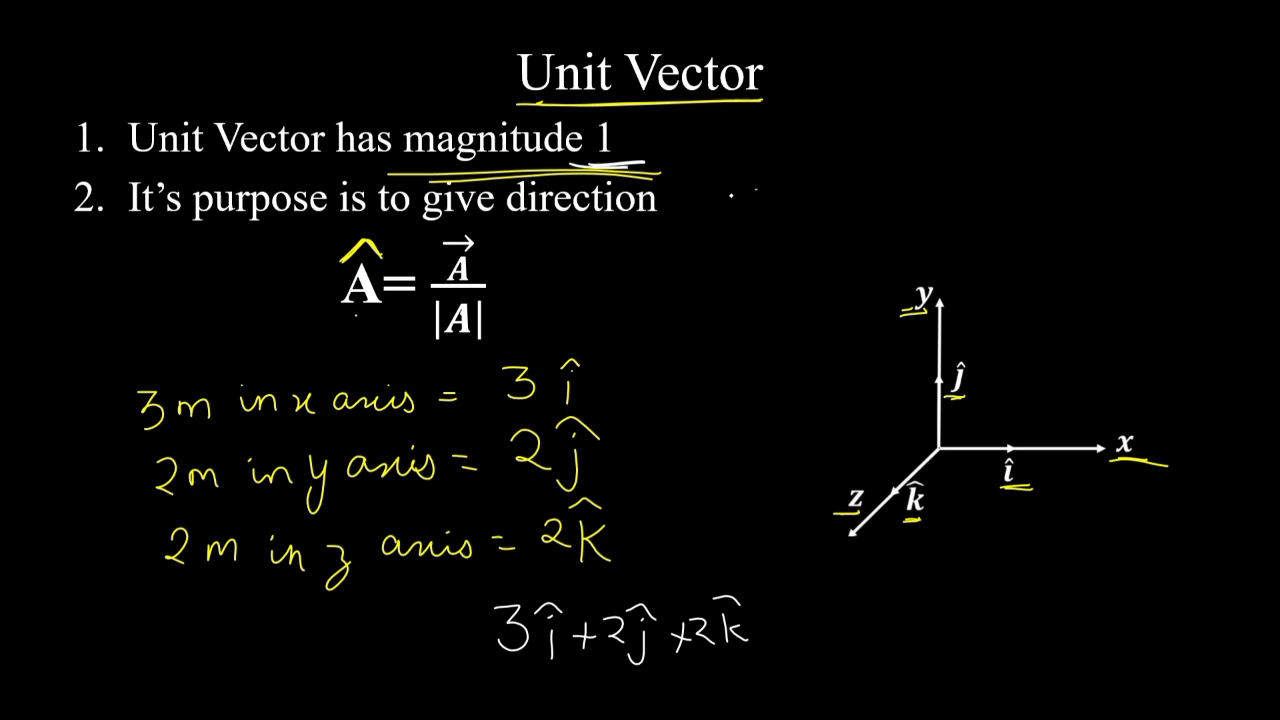 Unit Vector
1. Unit Vector has magnitude 1
2. It's purpose is to give direction
Â = A⃗ / |A|
3m in x axis = 3 î
2m in y axis = 2ĵ
2m in z axis = 2k̂
3î + 2ĵ + 2k̂
y
ĵ
x
î
z
k̂